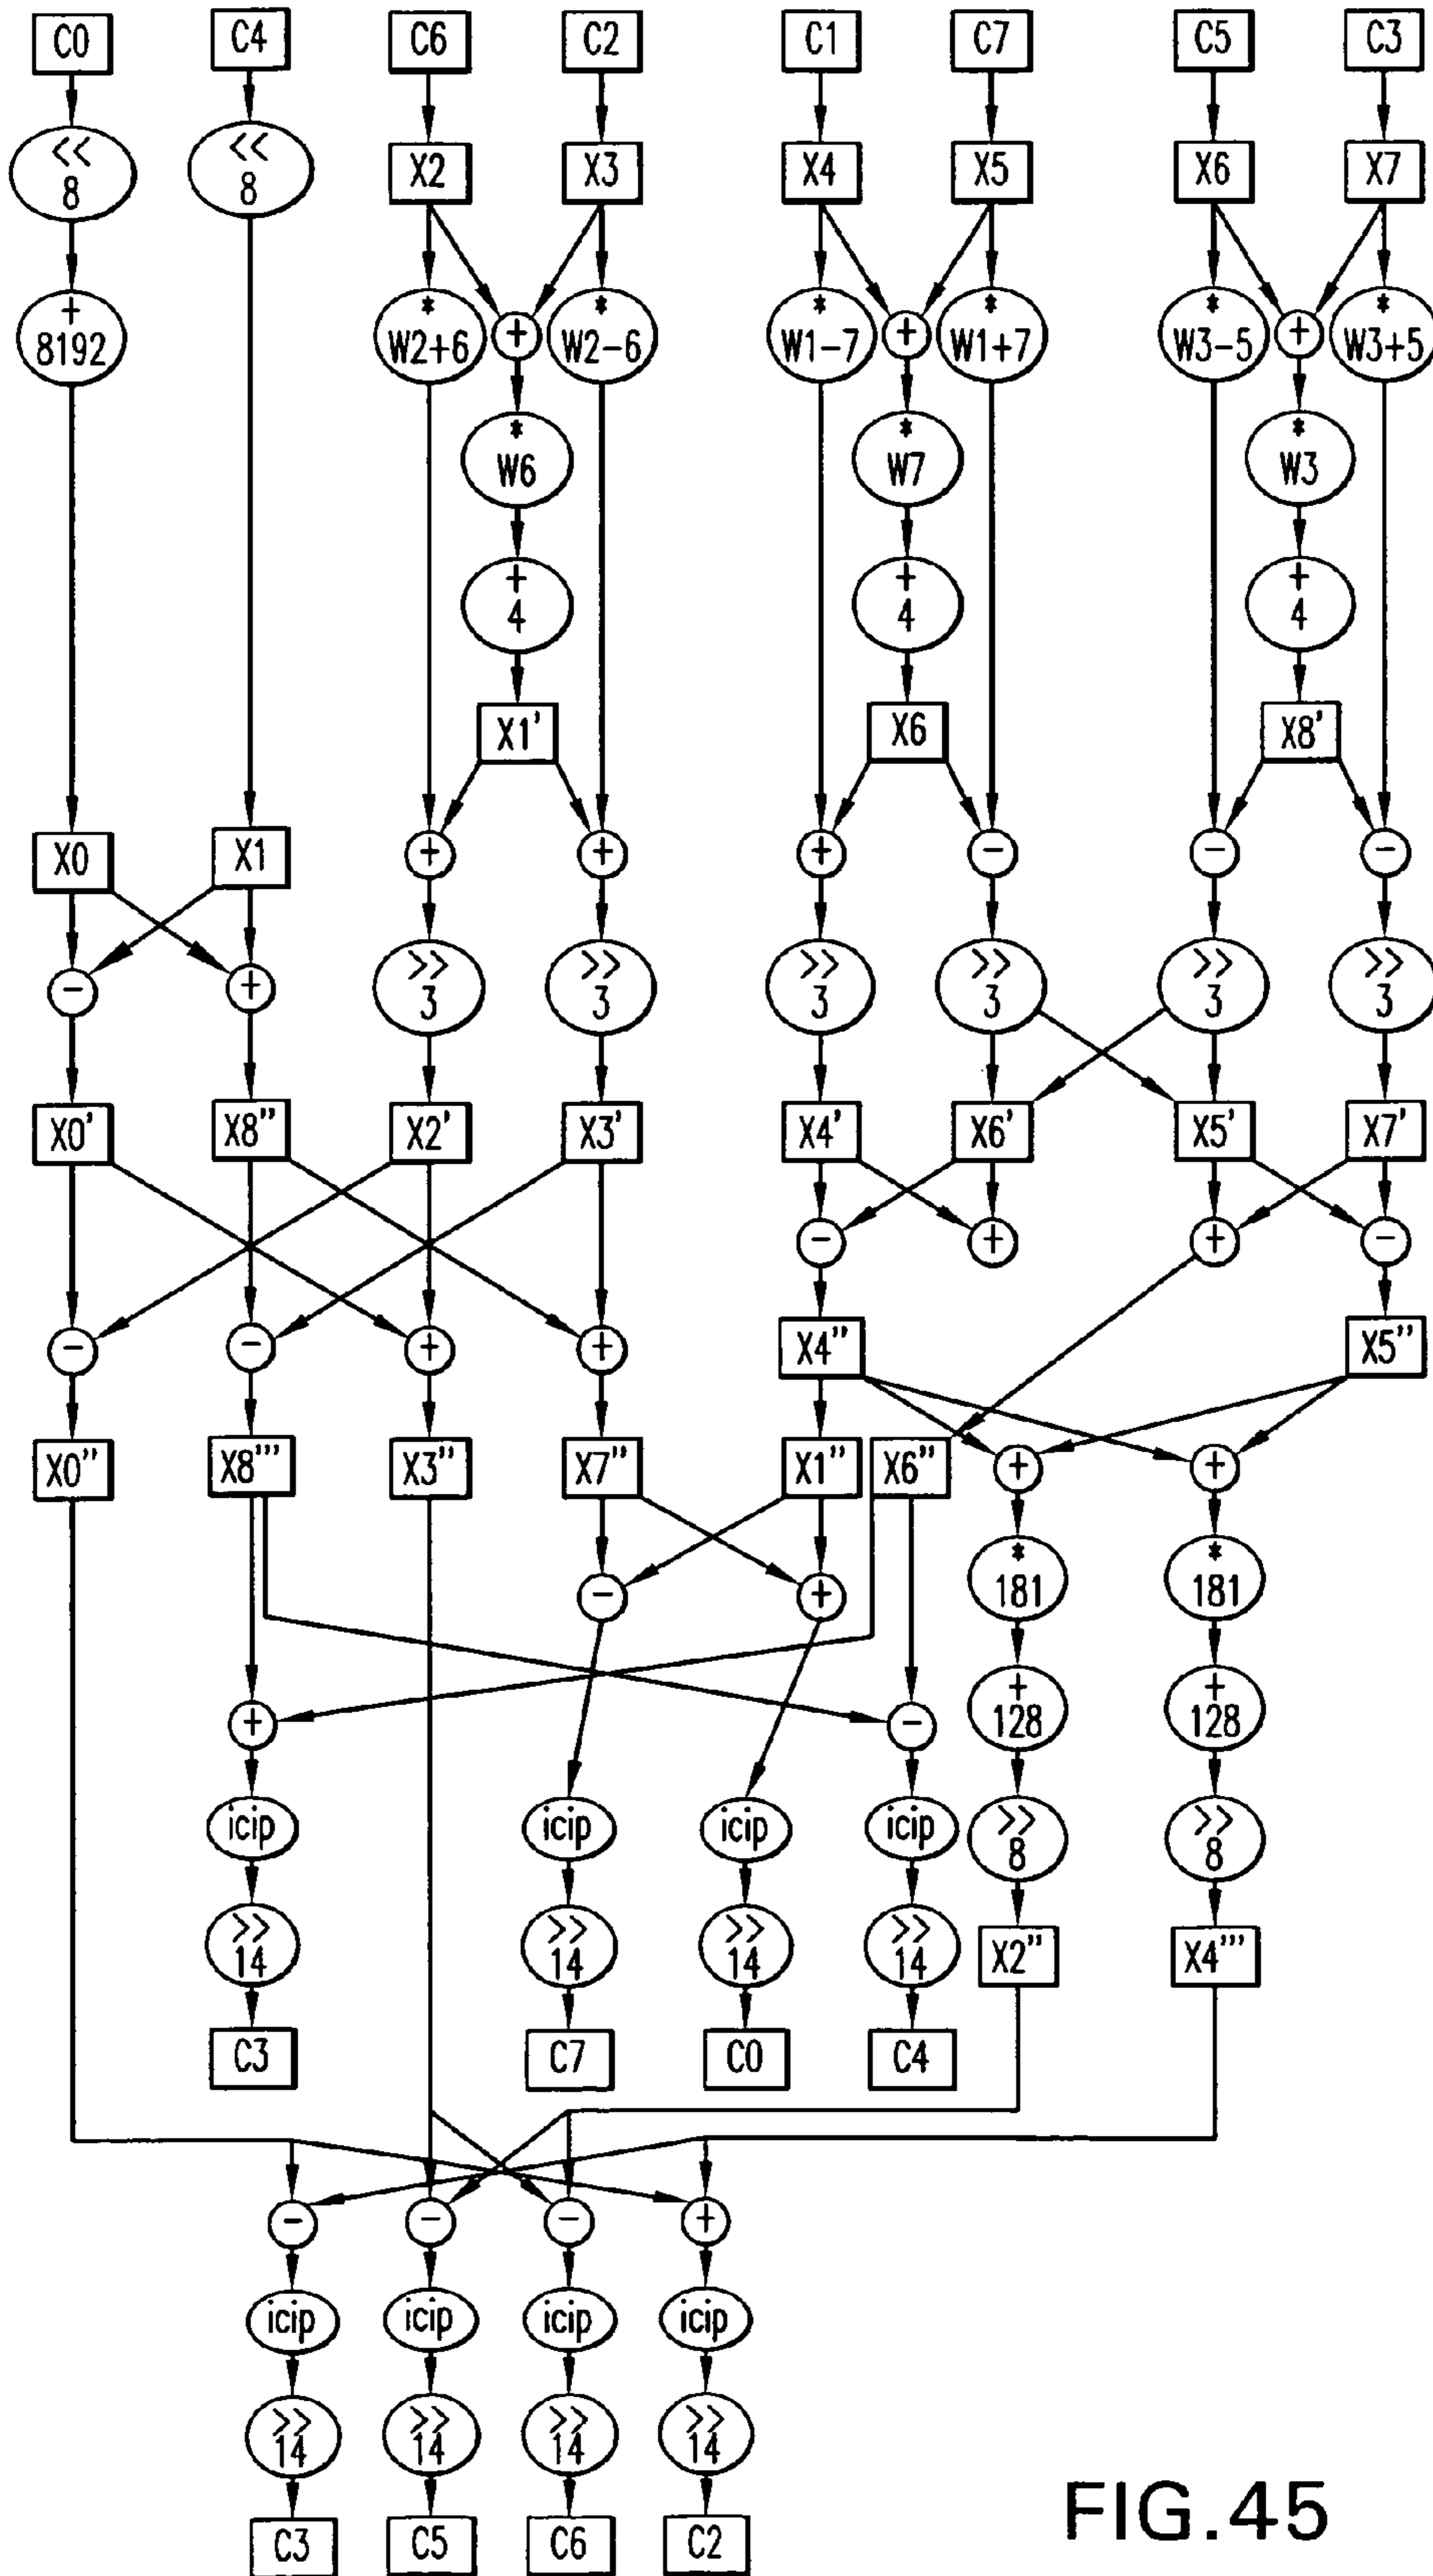 C0 C4 C6 C2 C1 C7 C5 C3
<< 8 << 8 X2 X3 X4 X5 X6 X7
+ 8192 * W2+6 + * W2-6 * W1-7 + * W1+7 * W3-5 + * W3+5
* W6 * W7 * W3
+ 4 + 4 + 4
X1' X6 X8'
X0 X1 + + + - - -
- + >> 3 >> 3 >> 3 >> 3 >> 3 >> 3
X0' X8" X2' X3' X4' X6' X5' X7'
- + + -
- - + + X4" X5"
X0" X8''' X3" X7" X1" X6" + +
- + * 181 * 181
+ - + 128 + 128
icip icip icip icip >> 8 >> 8
>> 14 >> 14 >> 14 >> 14 X2" X4'''
C3 C7 C0 C4
- - - +
icip icip icip icip
>> 14 >> 14 >> 14 >> 14
C3 C5 C6 C2
FIG.45